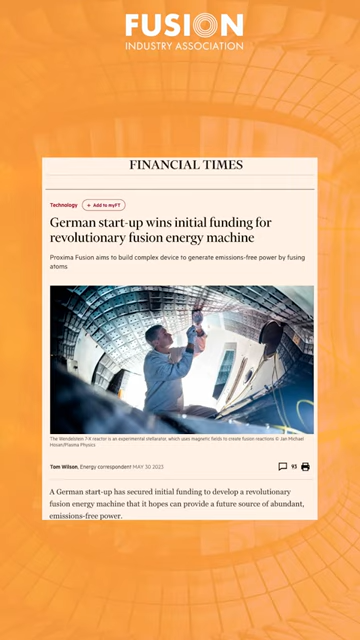 FUSION
INDUSTRY ASSOCIATION
FINANCIAL TIMES
Technology
+ Add to myFT
German start-up wins initial funding for
revolutionary fusion energy machine
Proxima Fusion aims to build complex device to generate emissions-free power by fusing
atoms
The Wendelstein 7-X reactor is an experimental stellarator, which uses magnetic fields to create fusion reactions © Jan Michael
Hosan/Plasma Physics
Tom Wilson, Energy correspondent MAY 30 2023
93
A German start-up has secured initial funding to develop a revolutionary
fusion energy machine that it hopes can provide a future source of abundant,
emissions-free power.